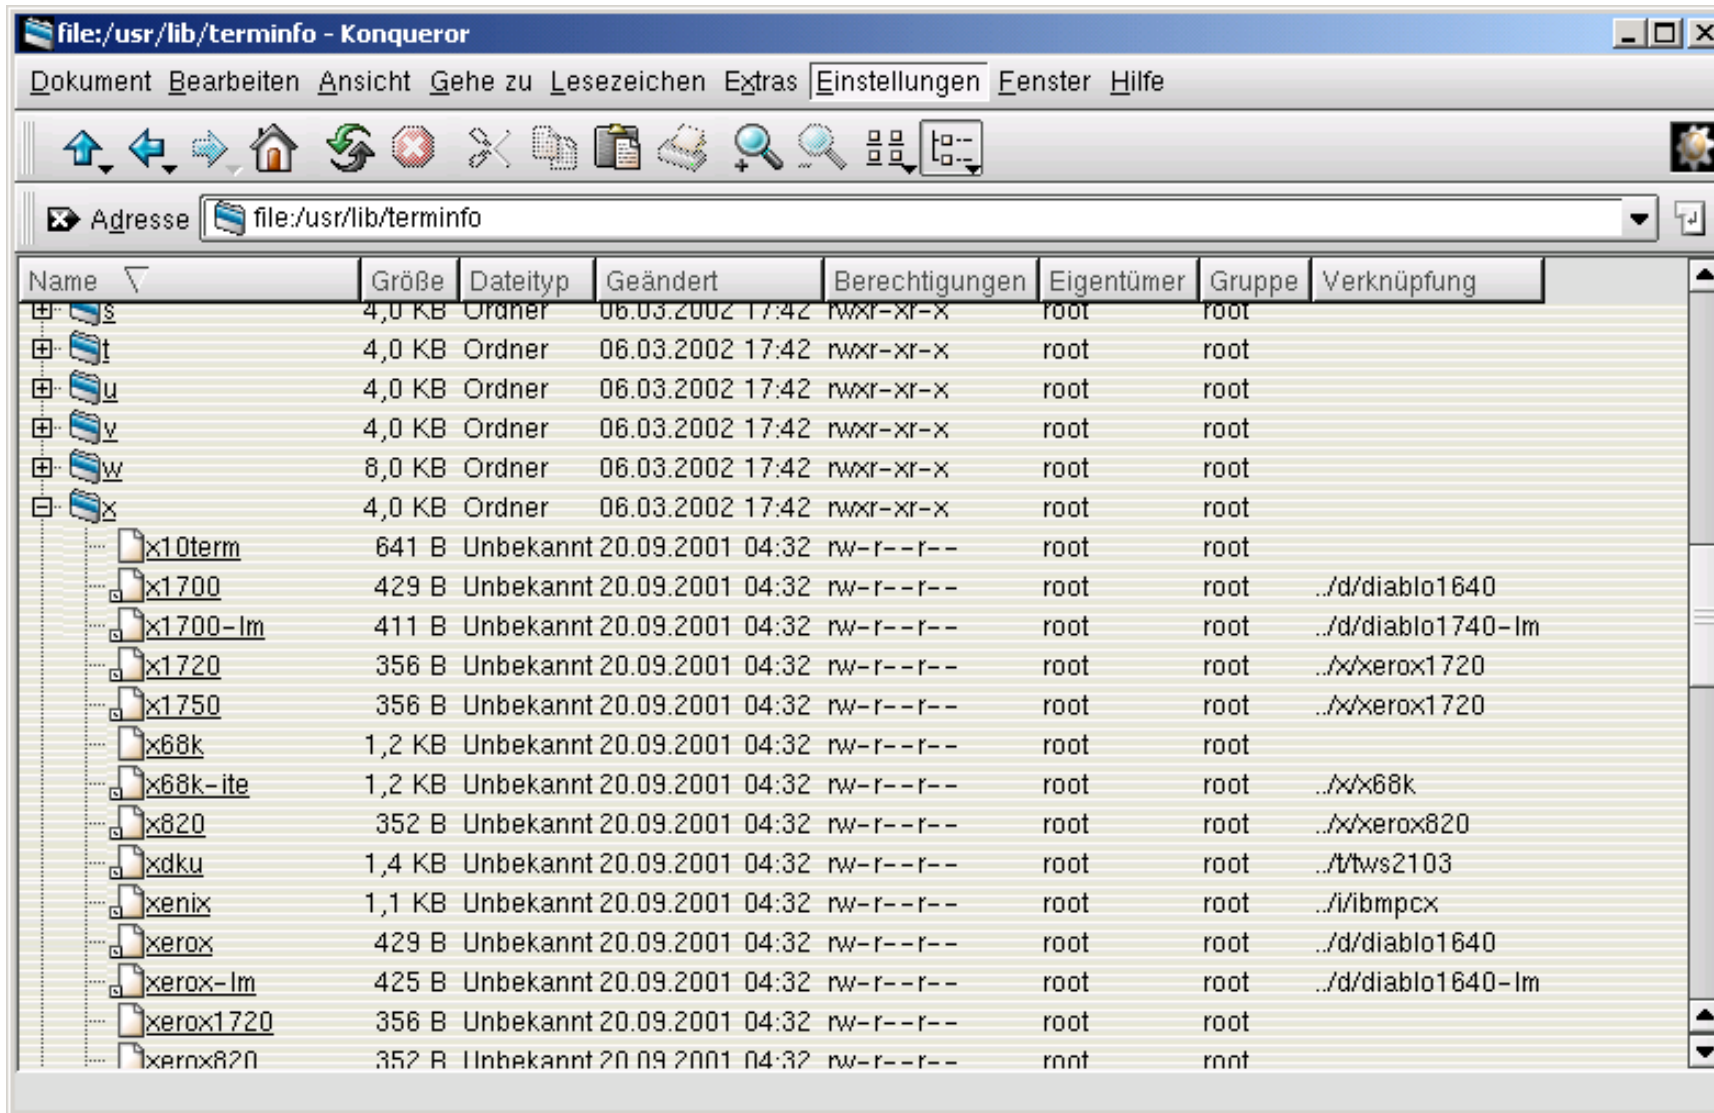 file:/usr/lib/terminfo - Konqueror
Dokument Bearbeiten Ansicht Gehe zu Lesezeichen Extras Einstellungen Fenster Hilfe
Adresse file:/usr/lib/terminfo
Name Größe Dateityp Geändert Berechtigungen Eigentümer Gruppe Verknüpfung
s 4,0 KB Ordner 06.03.2002 17:42 rwxr-xr-x root root
t 4,0 KB Ordner 06.03.2002 17:42 rwxr-xr-x root root
u 4,0 KB Ordner 06.03.2002 17:42 rwxr-xr-x root root
v 4,0 KB Ordner 06.03.2002 17:42 rwxr-xr-x root root
w 8,0 KB Ordner 06.03.2002 17:42 rwxr-xr-x root root
x 4,0 KB Ordner 06.03.2002 17:42 rwxr-xr-x root root
x10term 641 B Unbekannt 20.09.2001 04:32 rw-r--r-- root root
x1700 429 B Unbekannt 20.09.2001 04:32 rw-r--r-- root root ../d/diablo1640
x1700-lm 411 B Unbekannt 20.09.2001 04:32 rw-r--r-- root root ../d/diablo1740-lm
x1720 356 B Unbekannt 20.09.2001 04:32 rw-r--r-- root root ../x/xerox1720
x1750 356 B Unbekannt 20.09.2001 04:32 rw-r--r-- root root ../x/xerox1720
x68k 1,2 KB Unbekannt 20.09.2001 04:32 rw-r--r-- root root
x68k-ite 1,2 KB Unbekannt 20.09.2001 04:32 rw-r--r-- root root ../x/x68k
x820 352 B Unbekannt 20.09.2001 04:32 rw-r--r-- root root ../x/xerox820
xdku 1,4 KB Unbekannt 20.09.2001 04:32 rw-r--r-- root root ../t/tws2103
xenix 1,1 KB Unbekannt 20.09.2001 04:32 rw-r--r-- root root ../i/ibmpcx
xerox 429 B Unbekannt 20.09.2001 04:32 rw-r--r-- root root ../d/diablo1640
xerox-lm 425 B Unbekannt 20.09.2001 04:32 rw-r--r-- root root ../d/diablo1640-lm
xerox1720 356 B Unbekannt 20.09.2001 04:32 rw-r--r-- root root
xerox820 352 B Unbekannt 20.09.2001 04:32 rw-r--r-- root root